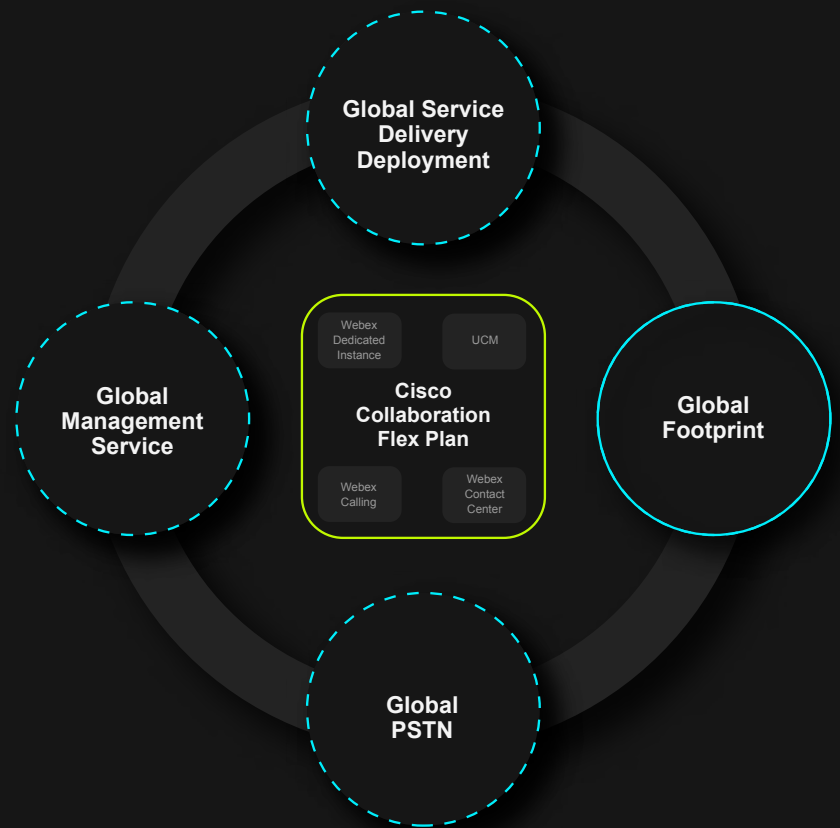 Global Service
Delivery
Deployment
Webex
Dedicated
Instance
UCM
Cisco
Collaboration
Flex Plan
Webex
Calling
Webex
Contact
Center
Global
Management
Service
Global
Footprint
Global
PSTN